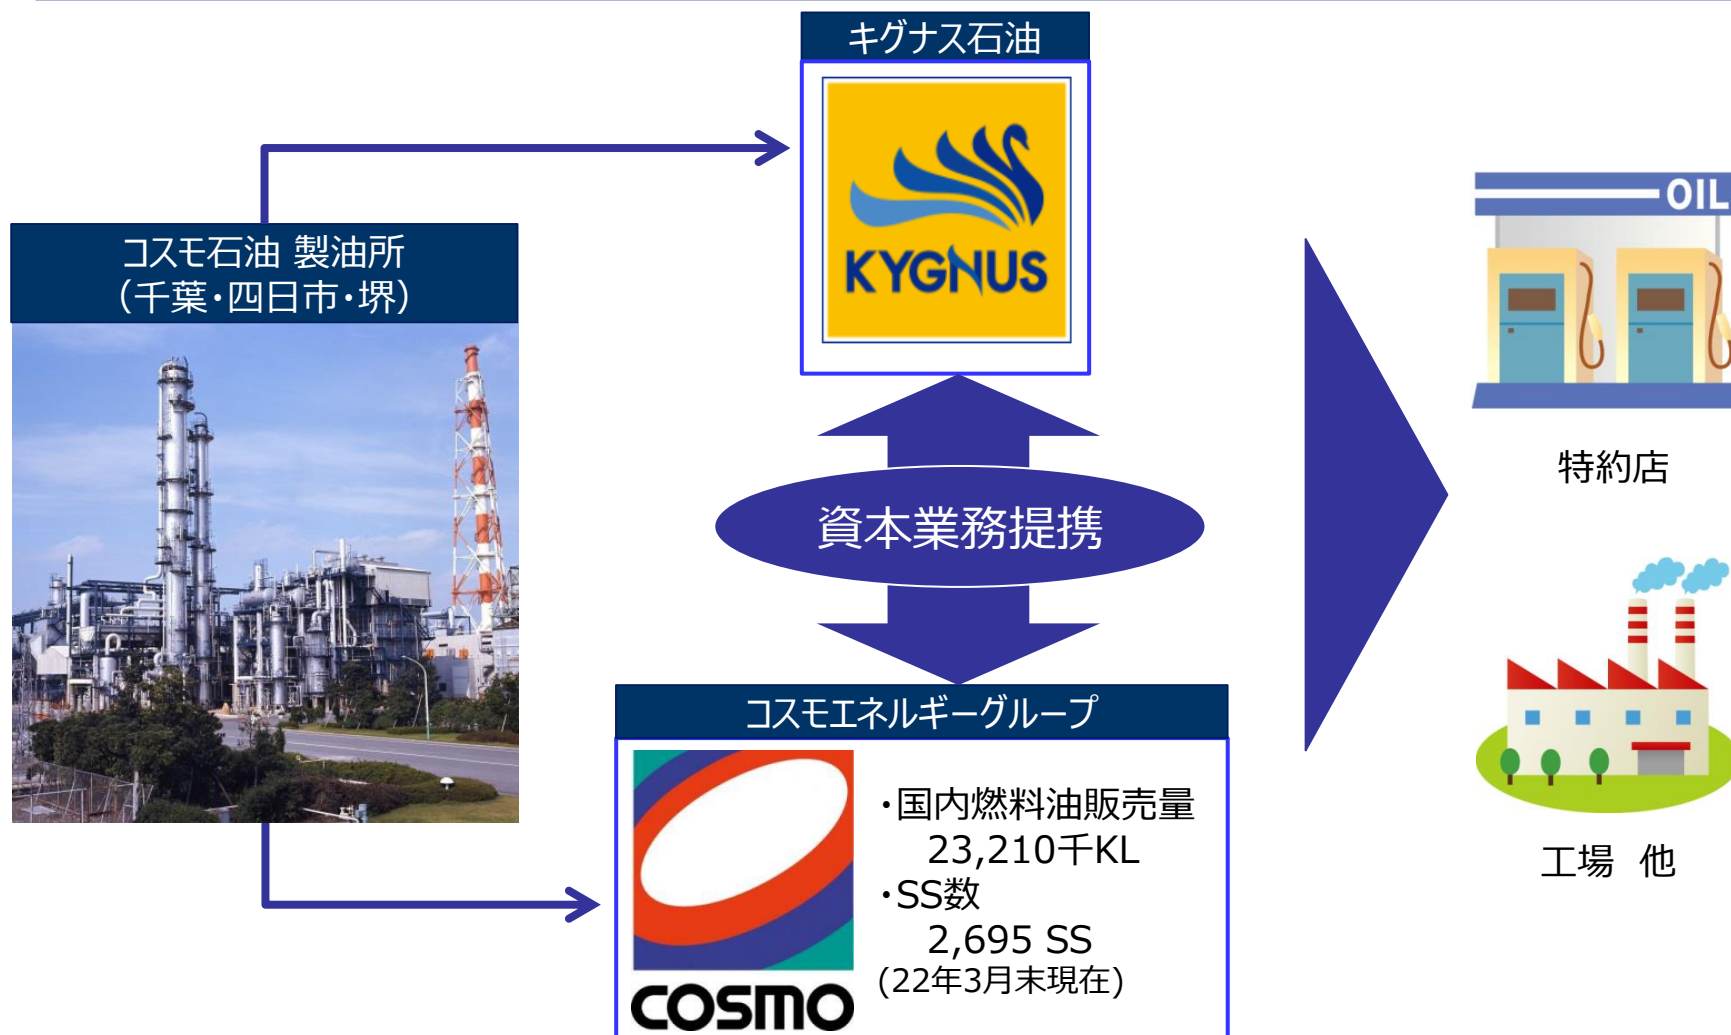 キグナス石油
KYGNUS
OIL
コスモ石油 製油所
（千葉・四日市・堺）
特約店
資本業務提携
コスモエネルギーグループ
・国内燃料油販売量
23,210千KL
・SS数
2,695 SS
(22年3月末現在)
COSMO
工場　他